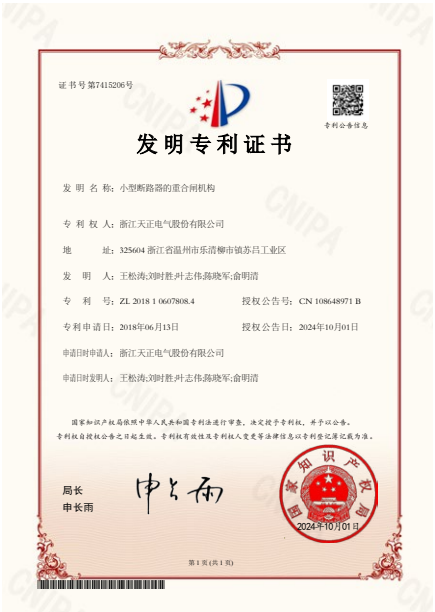 证书号第7415206号
专利公告信息
发明专利证书
发 明 名 称：小型断路器的重合闸机构
专 利 权 人：浙江天正电气股份有限公司
地 址：325604 浙江省温州市乐清柳市镇苏吕工业区
发 明 人：王松涛;刘时胜;叶志伟;陈晓军;俞明清
专 利 号：ZL 2018 1 0607808.4 授权公告号：CN 108648971 B
专利申请日：2018年06月13日 授权公告日：2024年10月01日
申请日时申请人：浙江天正电气股份有限公司
申请日时发明人：王松涛;刘时胜;叶志伟;陈晓军;俞明清
国家知识产权局依照中华人民共和国专利法进行审查，决定授予专利权，并予以公告。
专利权自授权公告之日起生效。专利权有效性及专利权人变更等法律信息以专利登记簿记载为准。
局长
申长雨
申长雨
国家知识产权局
2024年10月01日
第 1 页 (共 1 页)
CNIPA